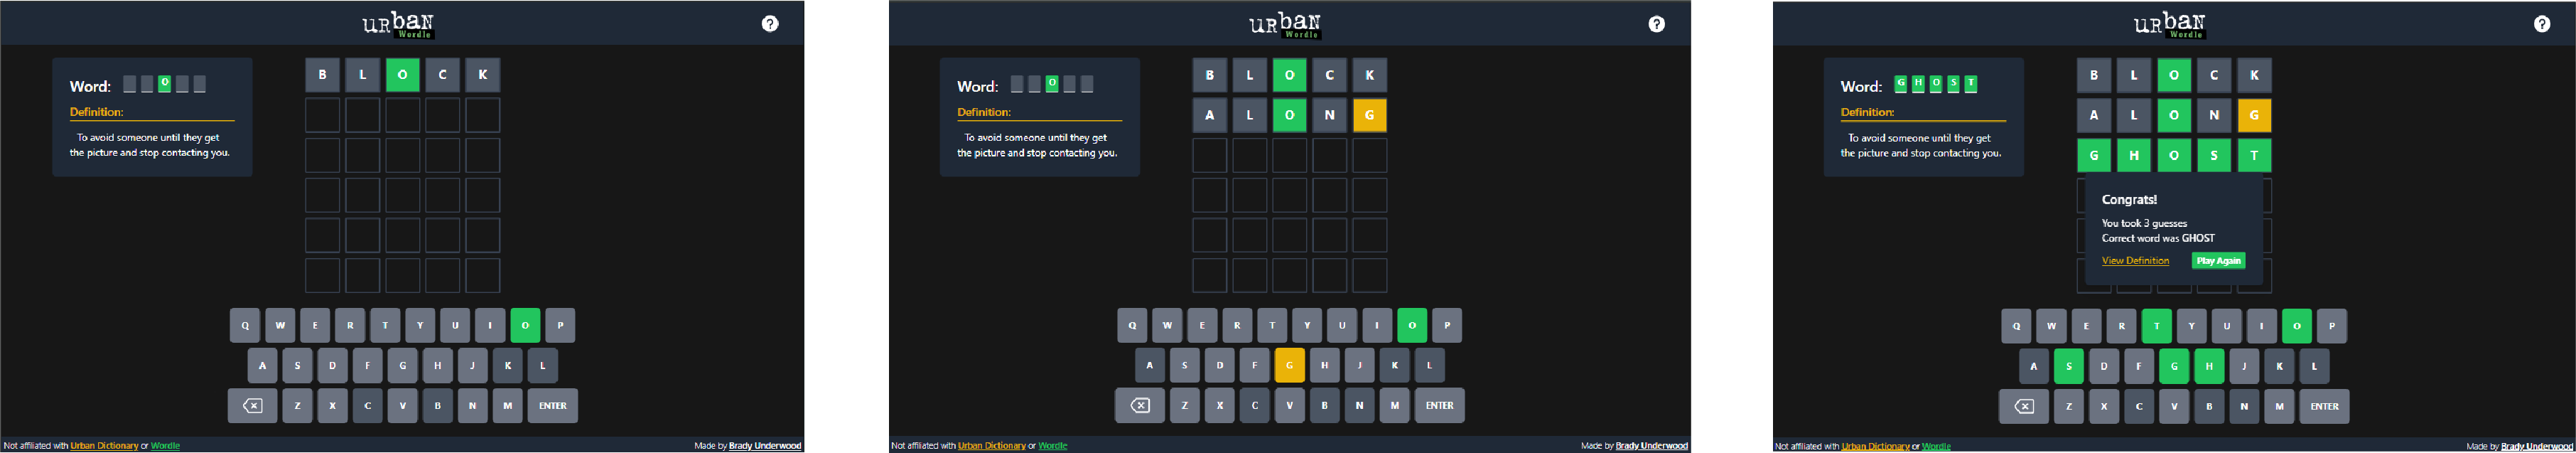 urban
Wordle
?
Word: O
Definition:
To avoid someone until they get
the picture and stop contacting you.
B L O C K
Q W E R T Y U I O P
A S D F G H J K L
Z X C V B N M ENTER
Not affiliated with Urban Dictionary or Wordle
Made by Brady Underwood
urban
Wordle
?
Word: O
Definition:
To avoid someone until they get
the picture and stop contacting you.
B L O C K
A L O N G
Q W E R T Y U I O P
A S D F G H J K L
Z X C V B N M ENTER
Not affiliated with Urban Dictionary or Wordle
Made by Brady Underwood
urban
Wordle
?
Word: G H O S T
Definition:
To avoid someone until they get
the picture and stop contacting you.
B L O C K
A L O N G
G H O S T
Congrats!
You took 3 guesses
Correct word was GHOST
View Definition Play Again
Q W E R T Y U I O P
A S D F G H J K L
Z X C V B N M ENTER
Not affiliated with Urban Dictionary or Wordle
Made by Brady Underwood